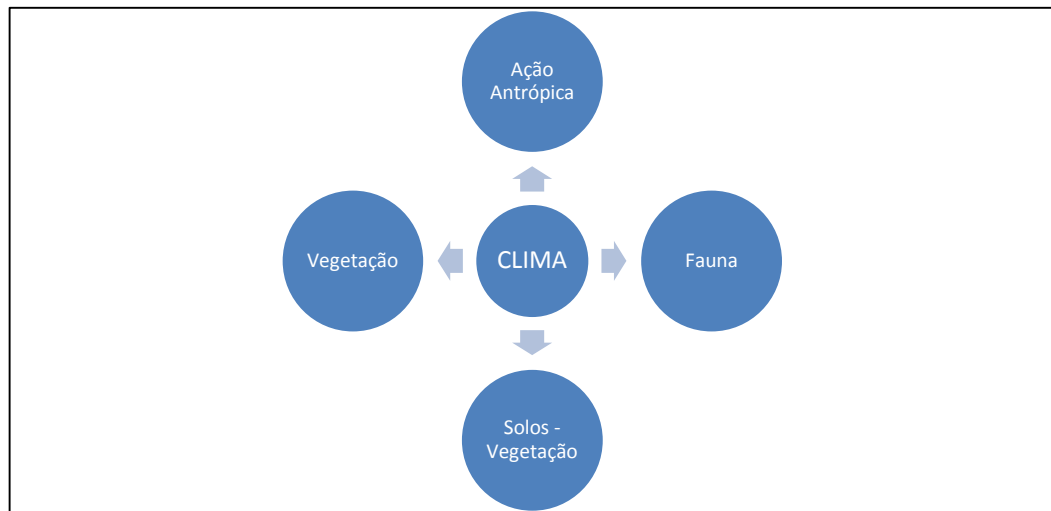 Ação
Antrópica
Vegetação
CLIMA
Fauna
Solos -
Vegetação